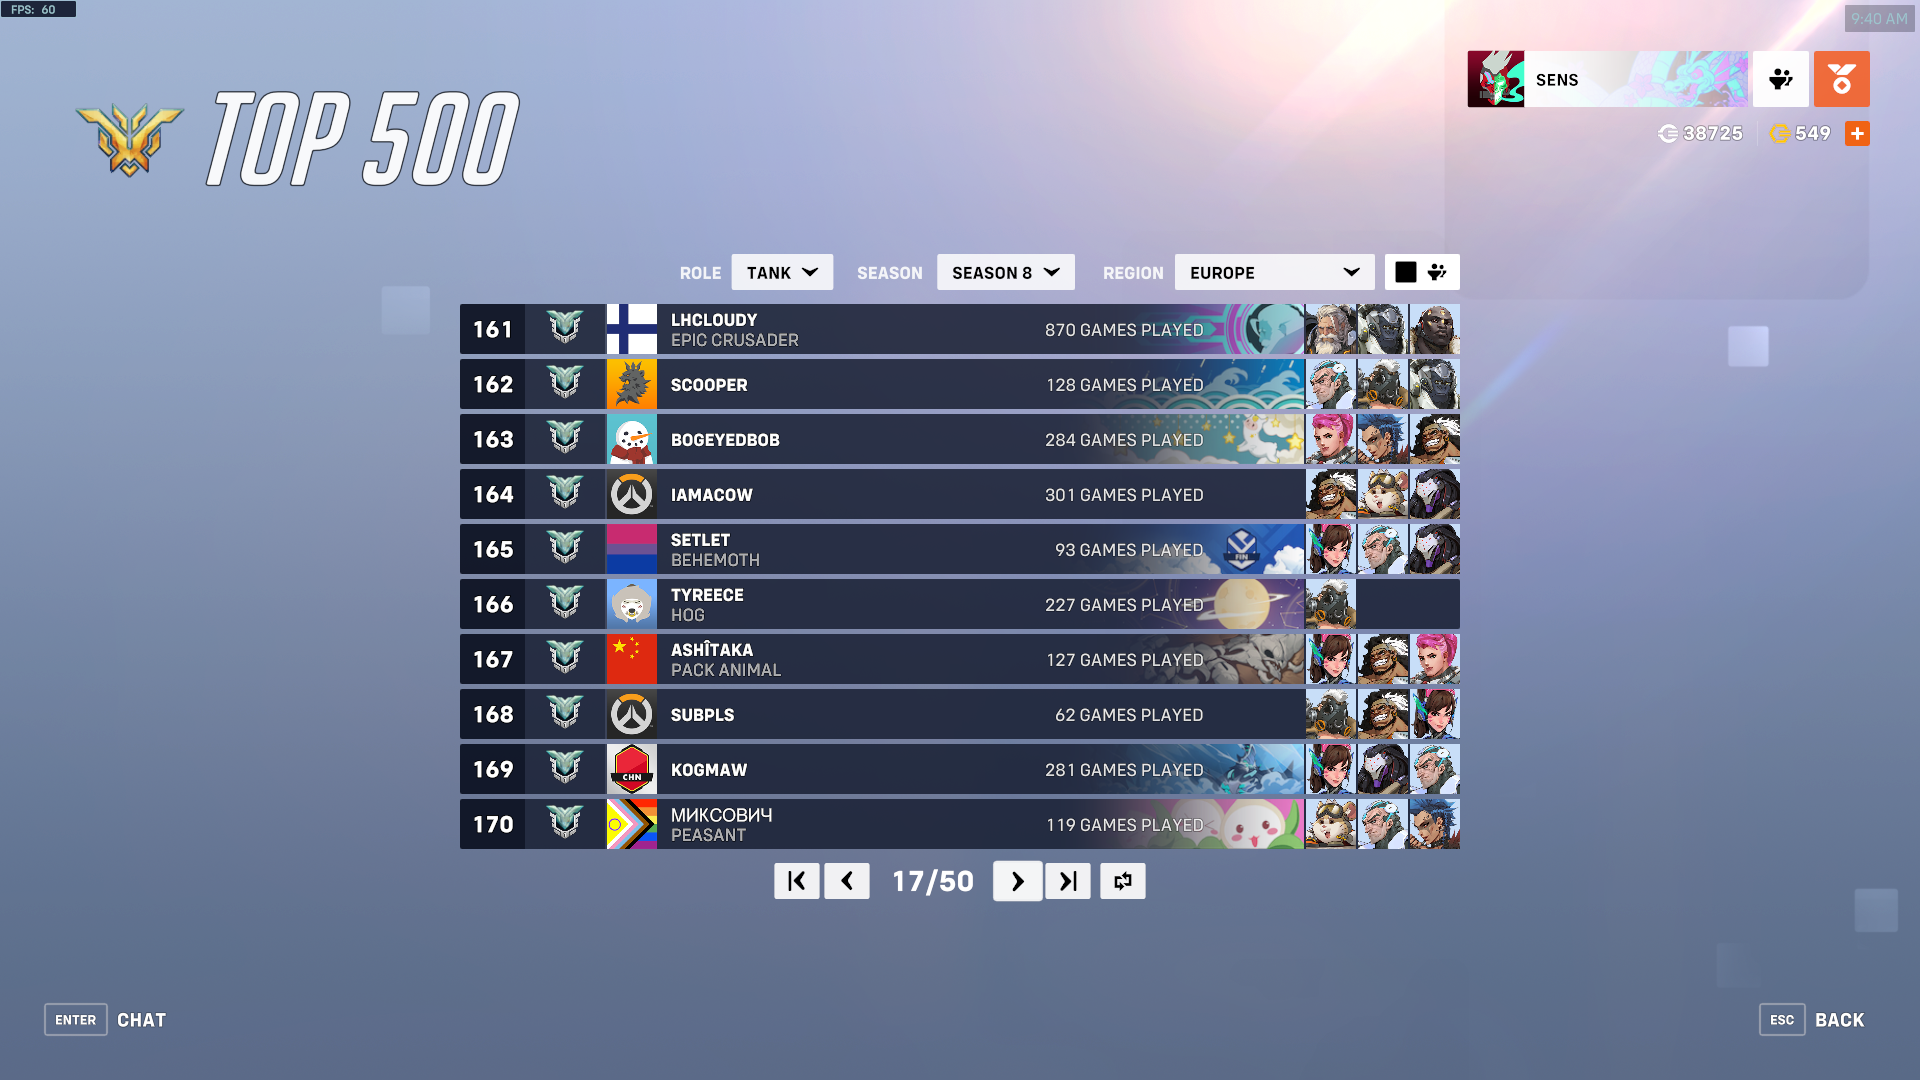 FPS: 60
9:40 AM
TOP 500
SENS
38725
549
ROLE TANK SEASON SEASON 8 REGION EUROPE
161 LHCLOUDY 870 GAMES PLAYED
EPIC CRUSADER
162 SCOOPER 128 GAMES PLAYED
163 BOGEYEDBOB 284 GAMES PLAYED
164 IAMACOW 301 GAMES PLAYED
165 SETLET 93 GAMES PLAYED FIN
BEHEMOTH
166 TYREECE 227 GAMES PLAYED
HOG
167 ASHÎTAKA 127 GAMES PLAYED
PACK ANIMAL
168 SUBPLS 62 GAMES PLAYED
169 CHN KOGMAW 281 GAMES PLAYED
170 МИКСОВИЧ 119 GAMES PLAYED
PEASANT
17/50
ENTER CHAT
ESC BACK